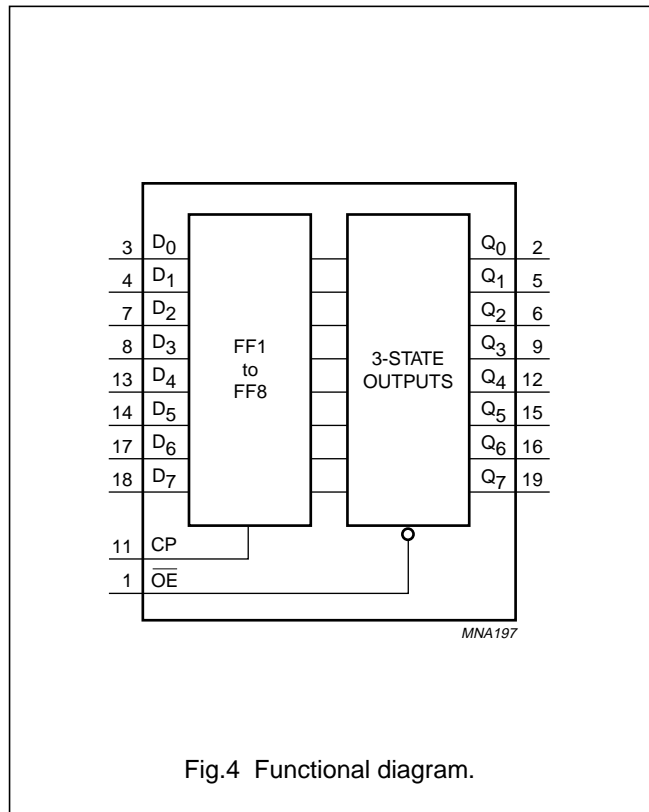 3 D0 Q0 2
4 D1 Q1 5
7 D2 Q2 6
8 D3 Q3 9
13 D4 Q4 12
14 D5 Q5 15
17 D6 Q6 16
18 D7 Q7 19
FF1
to
FF8
3-STATE
OUTPUTS
11 CP
1 O̅E̅
MNA197
Fig.4 Functional diagram.